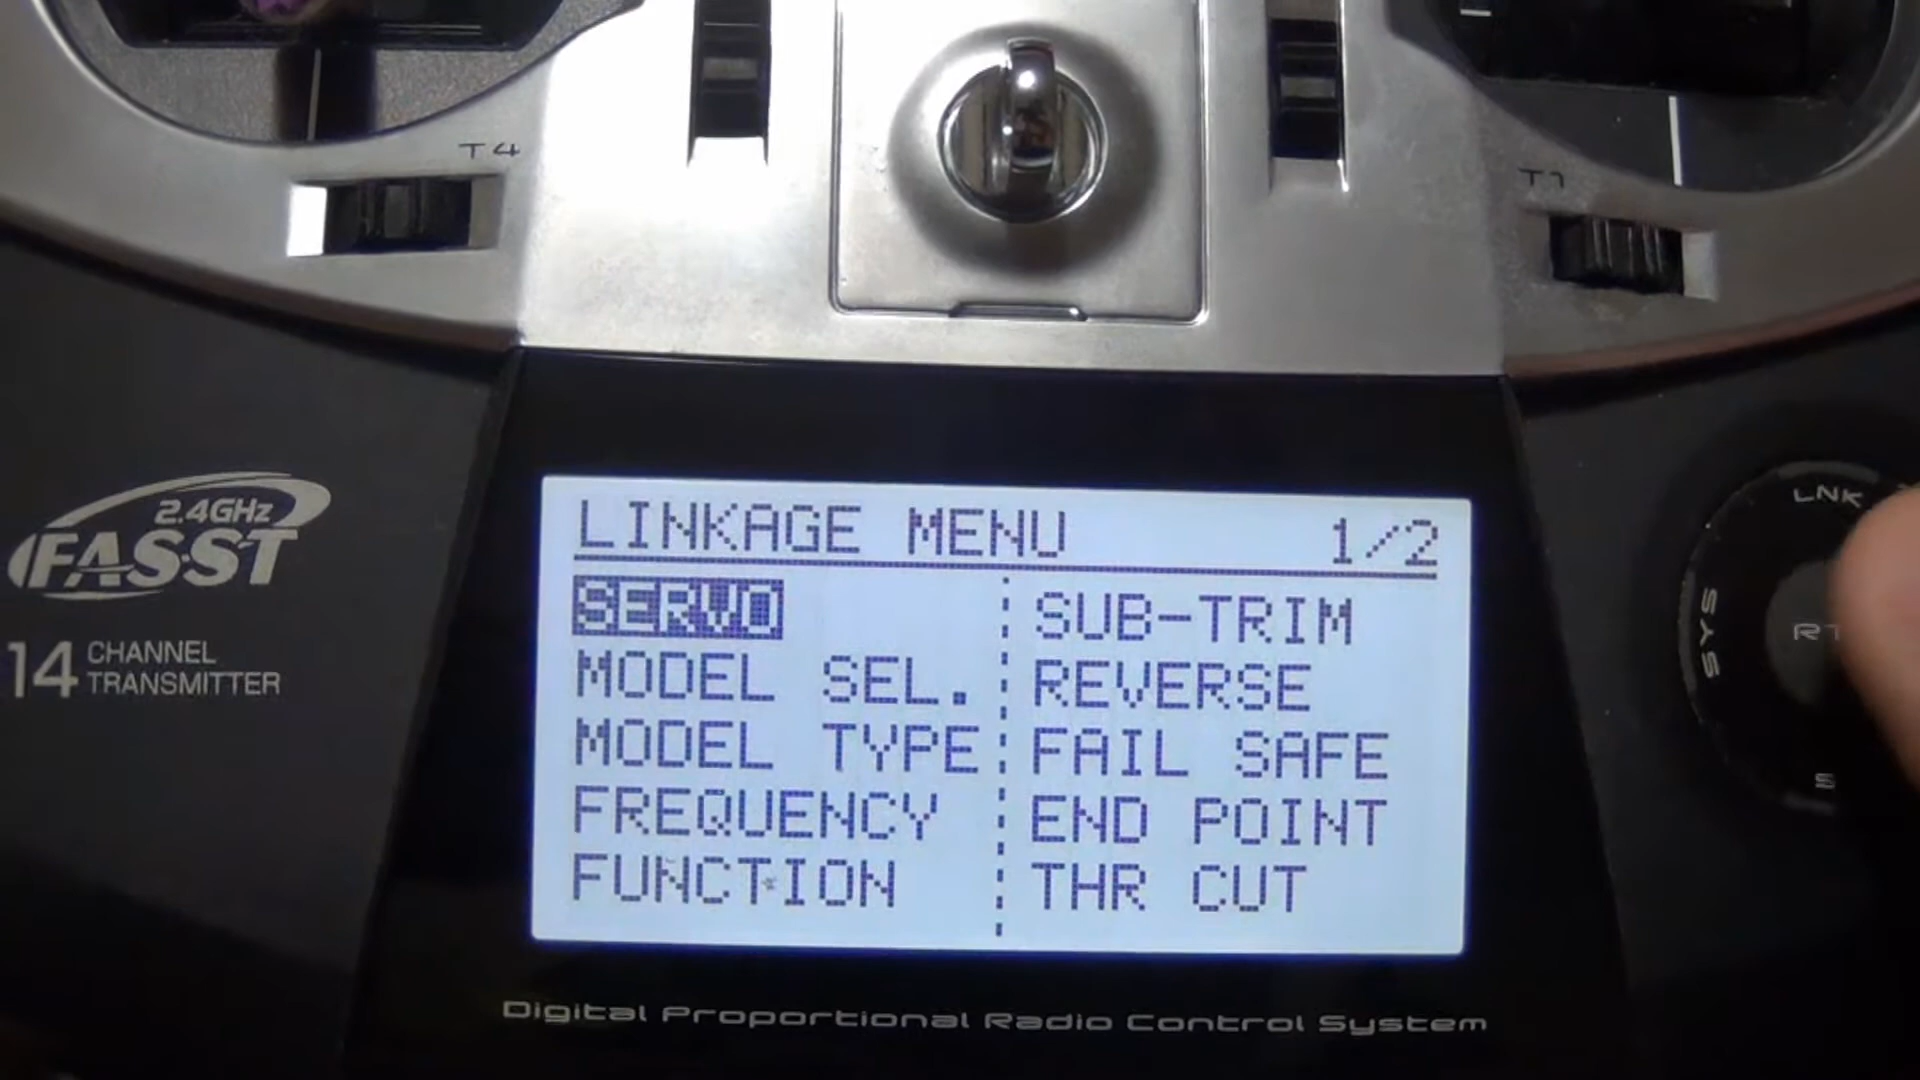 T4
T1
2.4GHz
FASST
14 CHANNEL
TRANSMITTER
LINKAGE MENU 1/2
SERVO SUB-TRIM
MODEL SEL. REVERSE
MODEL TYPE FAIL SAFE
FREQUENCY END POINT
FUNCTION THR CUT
LNK
SYS
Digital Proportional Radio Control System